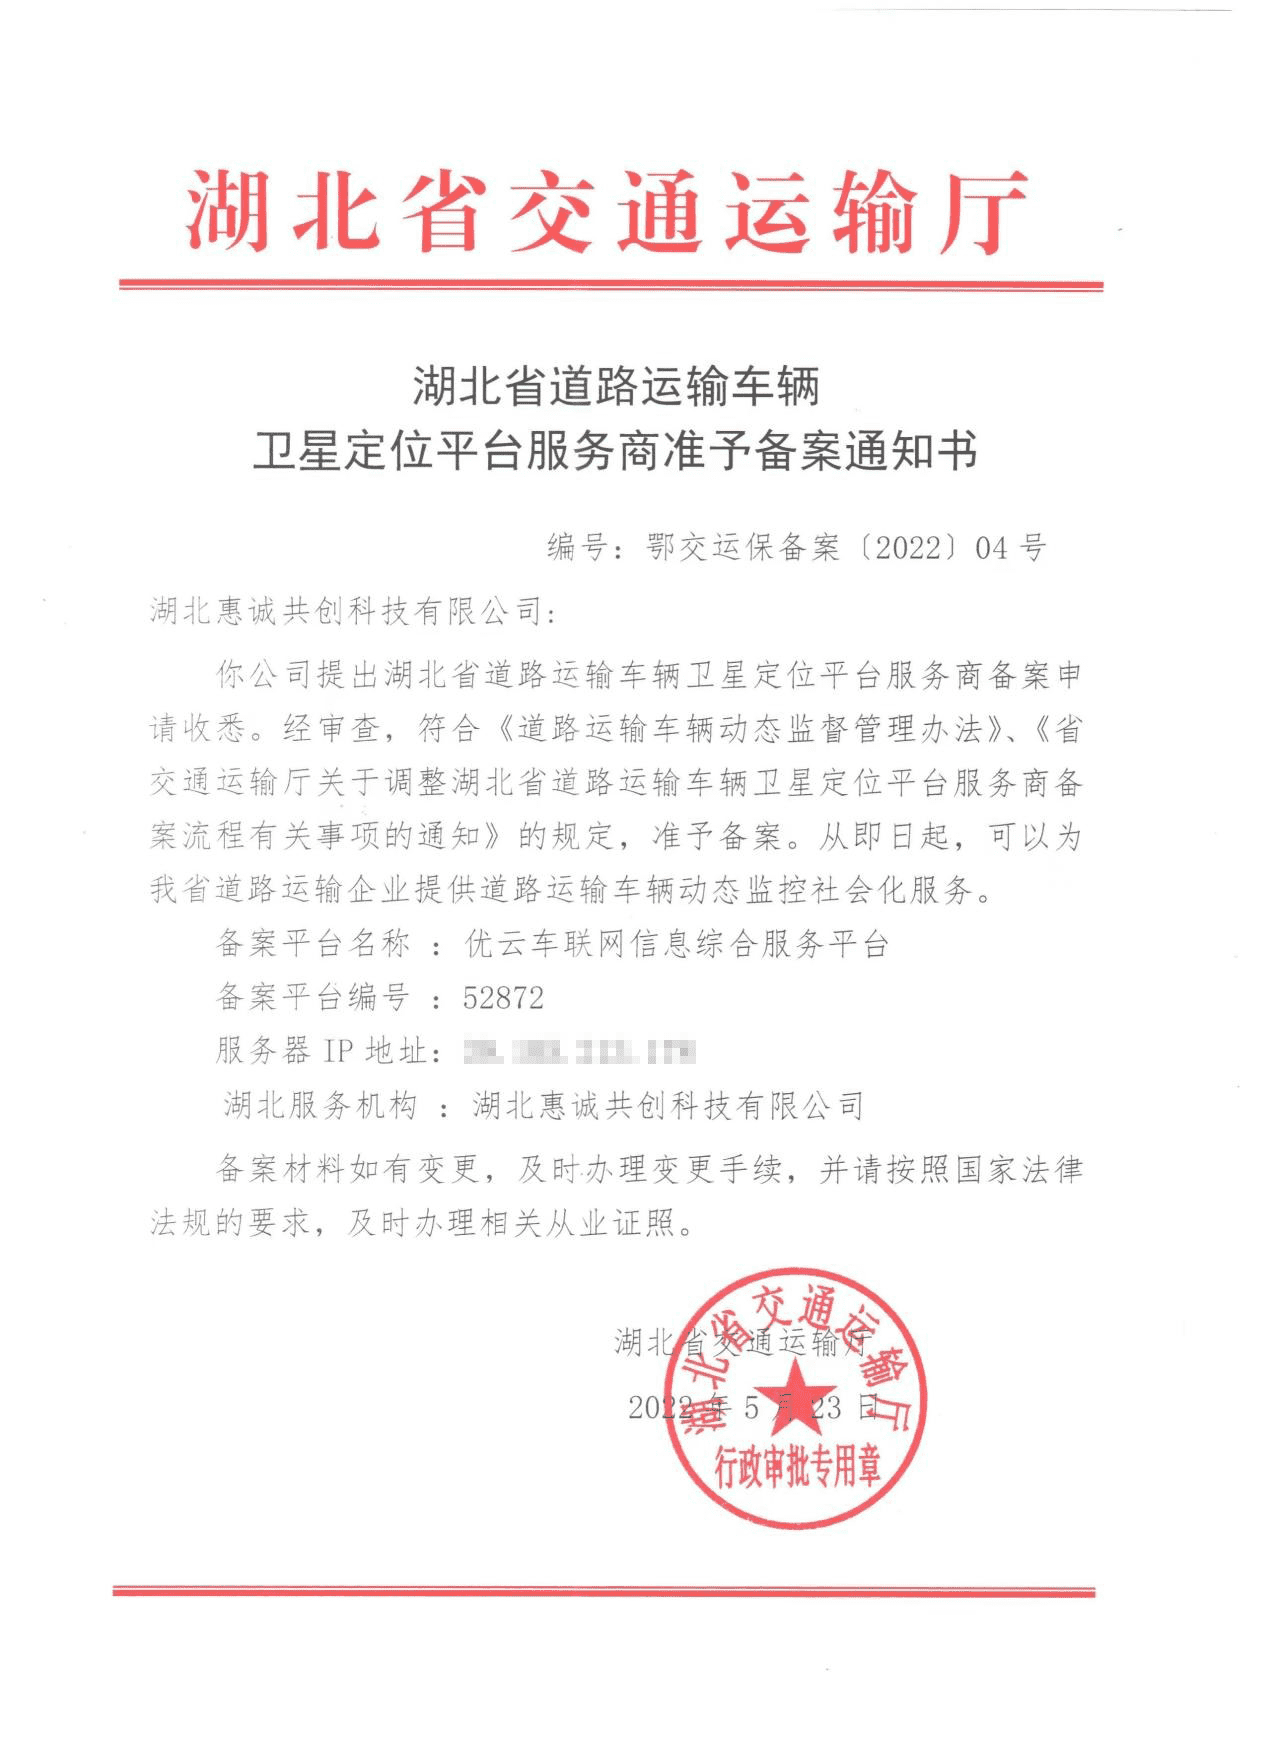 湖北省交通运输厅
湖北省道路运输车辆
卫星定位平台服务商准予备案通知书
编号：鄂交运保备案〔2022〕04号
湖北惠诚共创科技有限公司：
你公司提出湖北省道路运输车辆卫星定位平台服务商备案申
请收悉。经审查，符合《道路运输车辆动态监督管理办法》、《省
交通运输厅关于调整湖北省道路运输车辆卫星定位平台服务商备
案流程有关事项的通知》的规定，准予备案。从即日起，可以为
我省道路运输企业提供道路运输车辆动态监控社会化服务。
备案平台名称 ：优云车联网信息综合服务平台
备案平台编号 ：52872
服务器 IP 地址：
湖北服务机构 ：湖北惠诚共创科技有限公司
备案材料如有变更，及时办理变更手续，并请按照国家法律
法规的要求，及时办理相关从业证照。
湖北省交通运输厅
2022年5月23日
湖北省交通运输厅
行政审批专用章